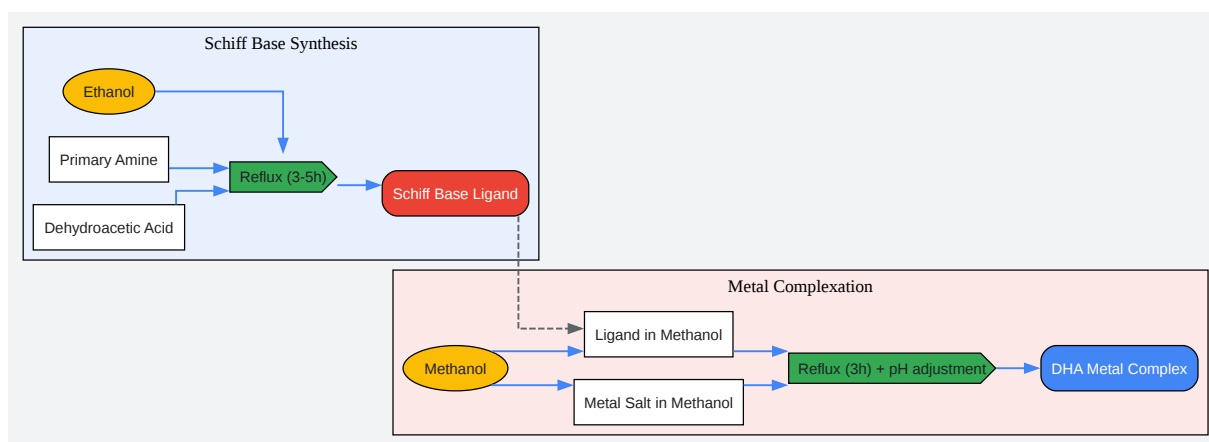 Schiff Base Synthesis
Ethanol
Primary Amine
Reflux (3-5h)
Schiff Base Ligand
Dehydroacetic Acid
Metal Complexation
Ligand in Methanol
Methanol
Reflux (3h) + pH adjustment
DHA Metal Complex
Metal Salt in Methanol